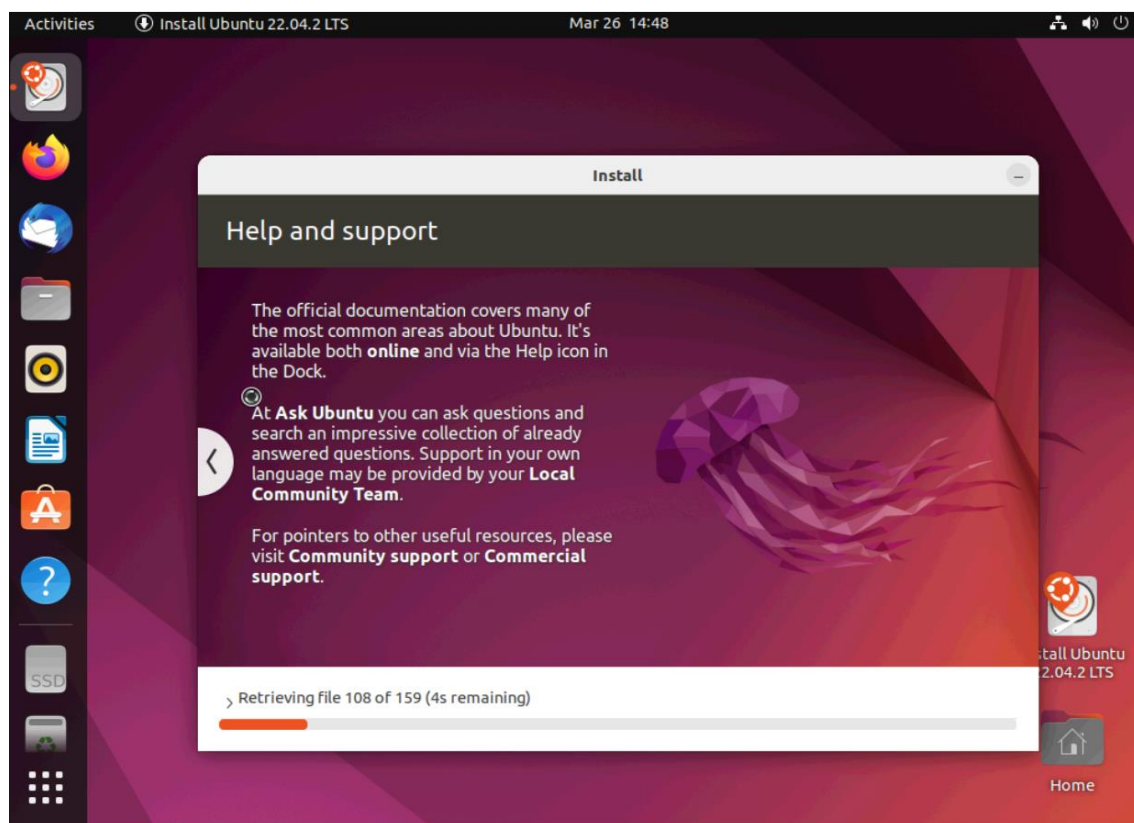 Activities
Install Ubuntu 22.04.2 LTS
Mar 26 14:48
Install
Help and support
The official documentation covers many of
the most common areas about Ubuntu. It's
available both online and via the Help icon in
the Dock.
At Ask Ubuntu you can ask questions and
search an impressive collection of already
answered questions. Support in your own
language may be provided by your Local
Community Team.
For pointers to other useful resources, please
visit Community support or Commercial
support.
Retrieving file 108 of 159 (4s remaining)
SSD
stall Ubuntu
2.04.2 LTS
Home